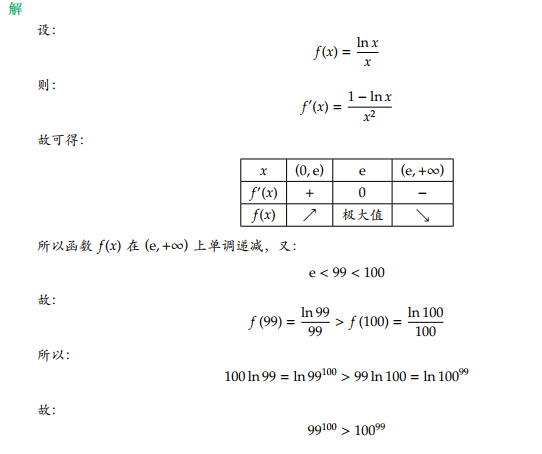 解
设：
f(x) = ln x / x
则：
f′(x) = (1 − ln x) / x²
故可得：
x (0, e) e (e, +∞)
f′(x) + 0 −
f(x) ↗ 极大值 ↘
所以函数 f(x) 在 (e, +∞) 上单调递减，又：
e < 99 < 100
故：
f (99) = ln 99 / 99 > f (100) = ln 100 / 100
所以：
100 ln 99 = ln 99¹⁰⁰ > 99 ln 100 = ln 100⁹⁹
故：
99¹⁰⁰ > 100⁹⁹